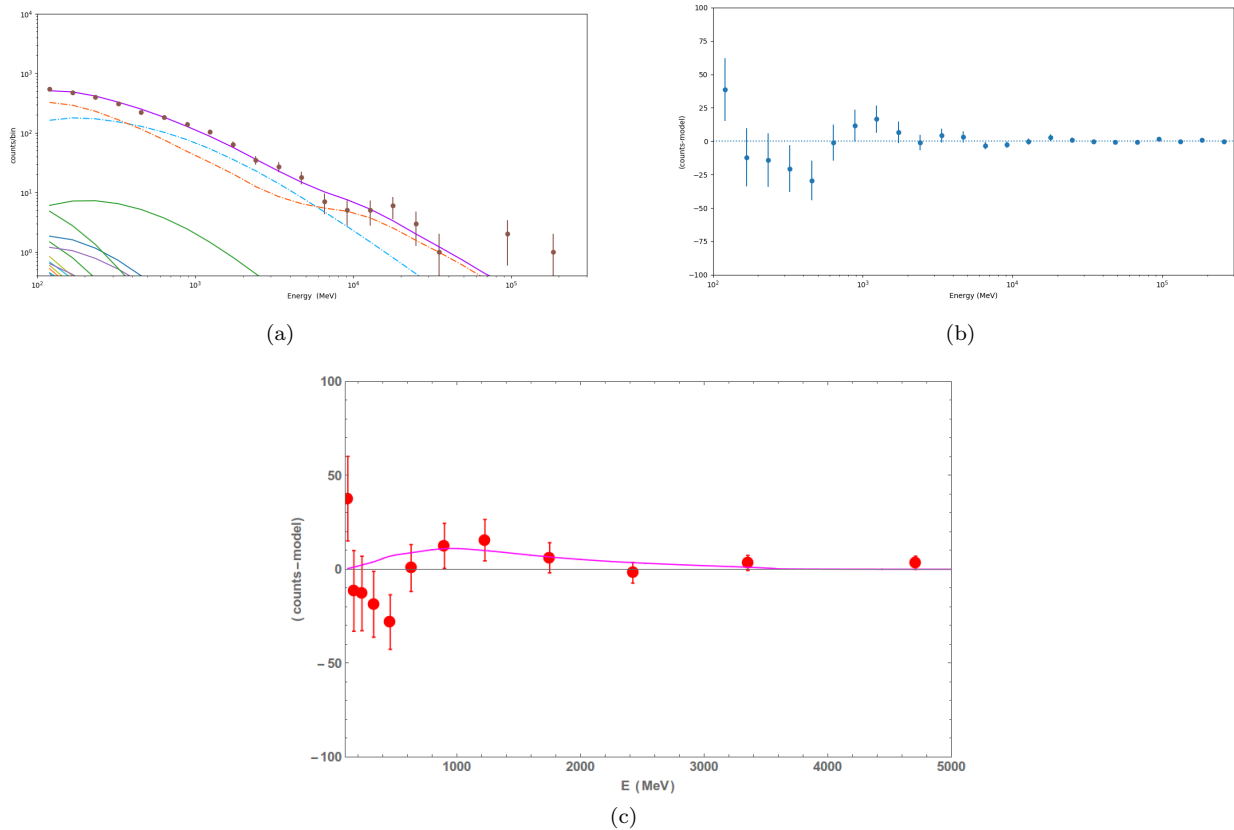 10⁴
10³
10²
10¹
10⁰
counts/bin
10² 10³ 10⁴ 10⁵
Energy (MeV)
(a)
100
75
50
25
0
−25
−50
−75
−100
(counts-model)
10² 10³ 10⁴ 10⁵
Energy (MeV)
(b)
100
50
0
−50
−100
(counts−model)
1000 2000 3000 4000 5000
E (MeV)
(c)